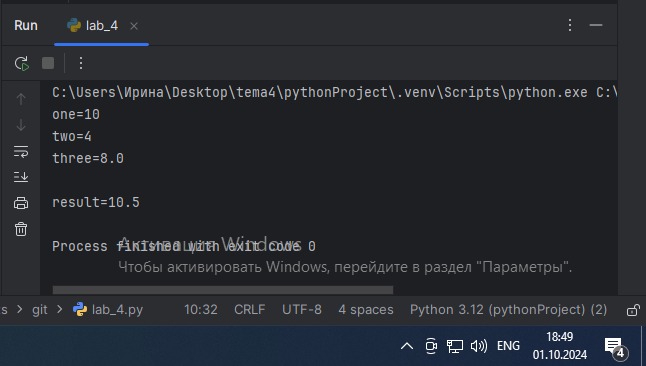 Run lab_4
C:\Users\Ирина\Desktop\tema4\pythonProject\.venv\Scripts\python.exe C:\
one=10
two=4
three=8.0
result=10.5
Активация Windows
Process finished with exit code 0
Чтобы активировать Windows, перейдите в раздел "Параметры".
s > git > lab_4.py 10:32 CRLF UTF-8 4 spaces Python 3.12 (pythonProject) (2)
ENG 18:49
01.10.2024 4